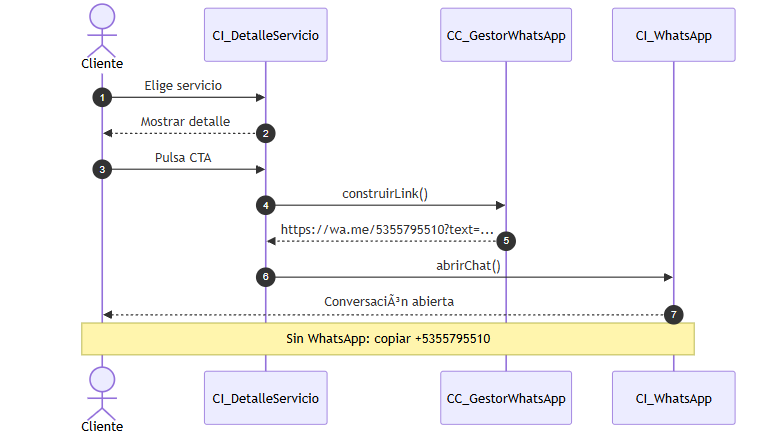 CI_DetalleServicio
CC_GestorWhatsApp
CI_WhatsApp
Cliente
1
Elige servicio
Mostrar detalle
2
3
Pulsa CTA
4
construirLink()
https://wa.me/5355795510?text=...
5
6
abrirChat()
ConversaciÃ³n abierta
7
Sin WhatsApp: copiar +5355795510
CI_DetalleServicio
CC_GestorWhatsApp
CI_WhatsApp
Cliente